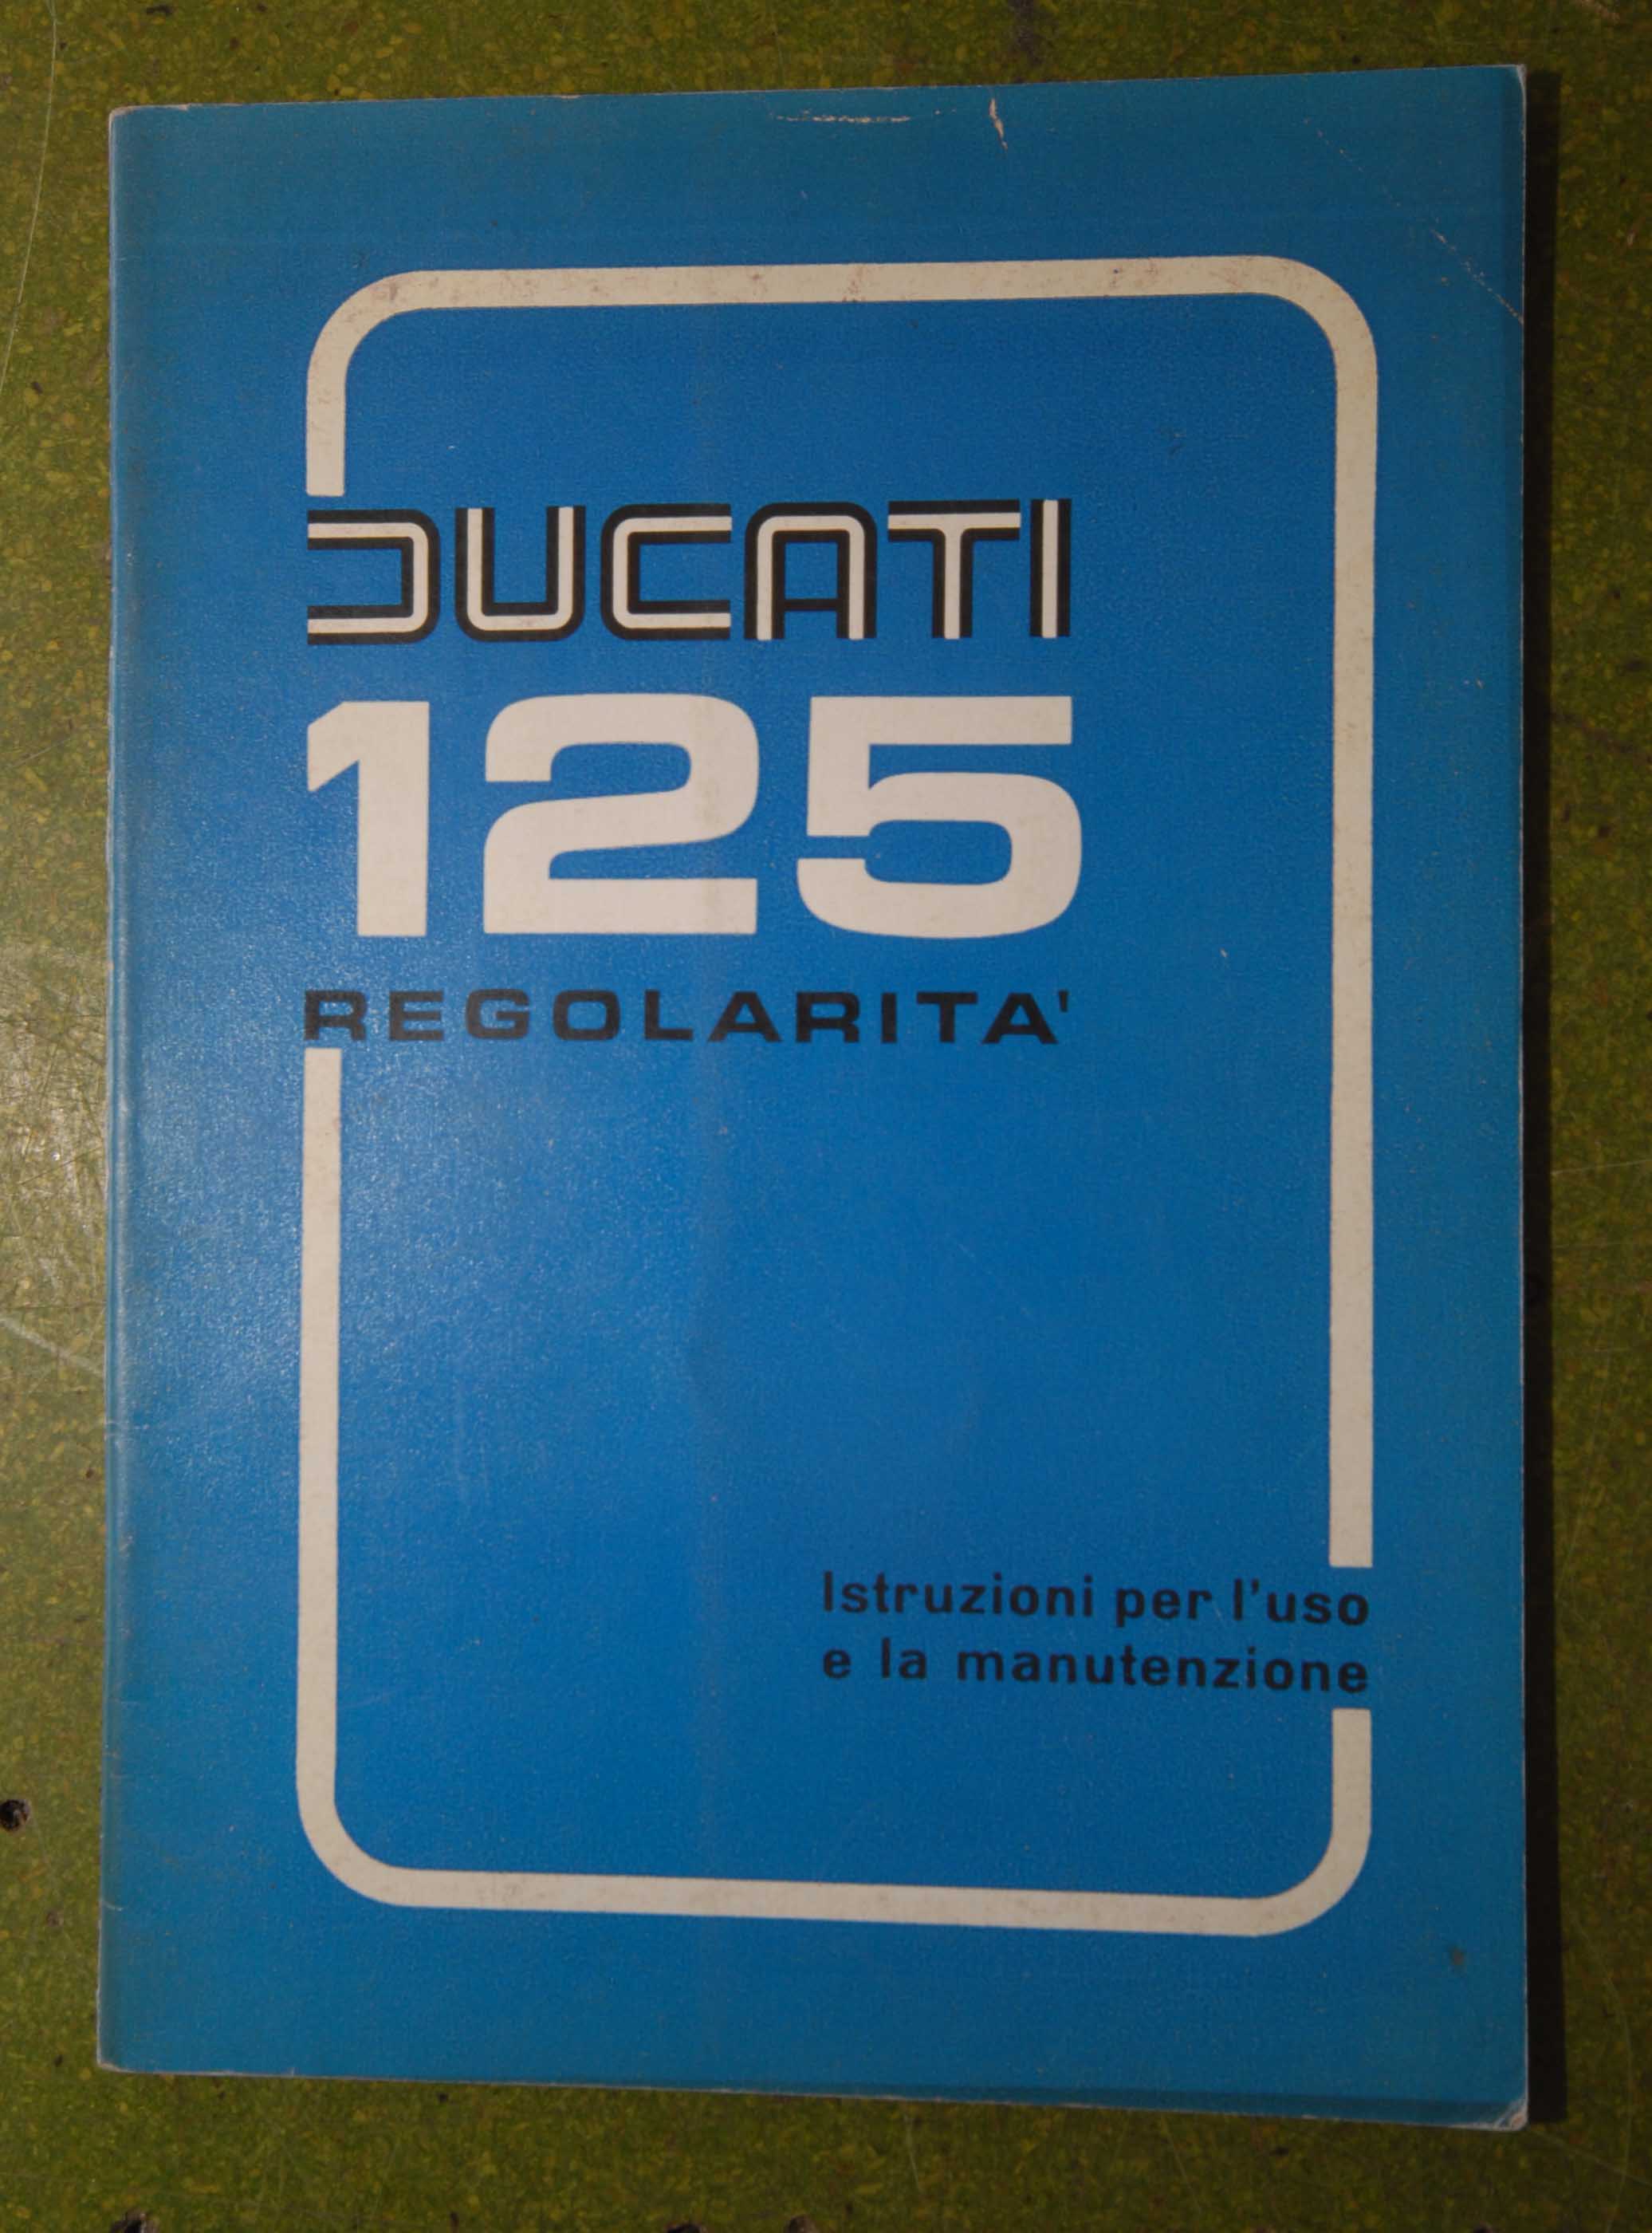 DUCATI
125
REGOLARITA'
Istruzioni per l'uso
e la manutenzione